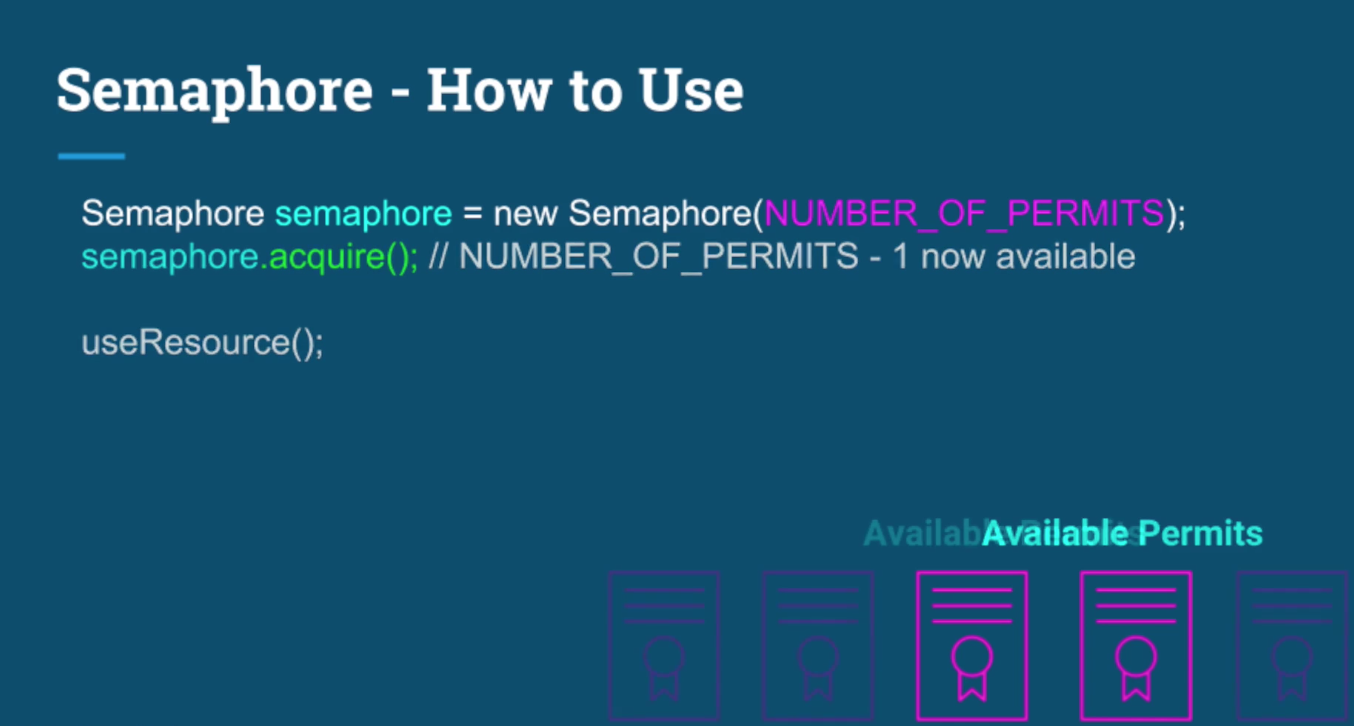 Semaphore - How to Use
Semaphore semaphore = new Semaphore(NUMBER_OF_PERMITS);
semaphore.acquire(); // NUMBER_OF_PERMITS - 1 now available
useResource();
Available Permits